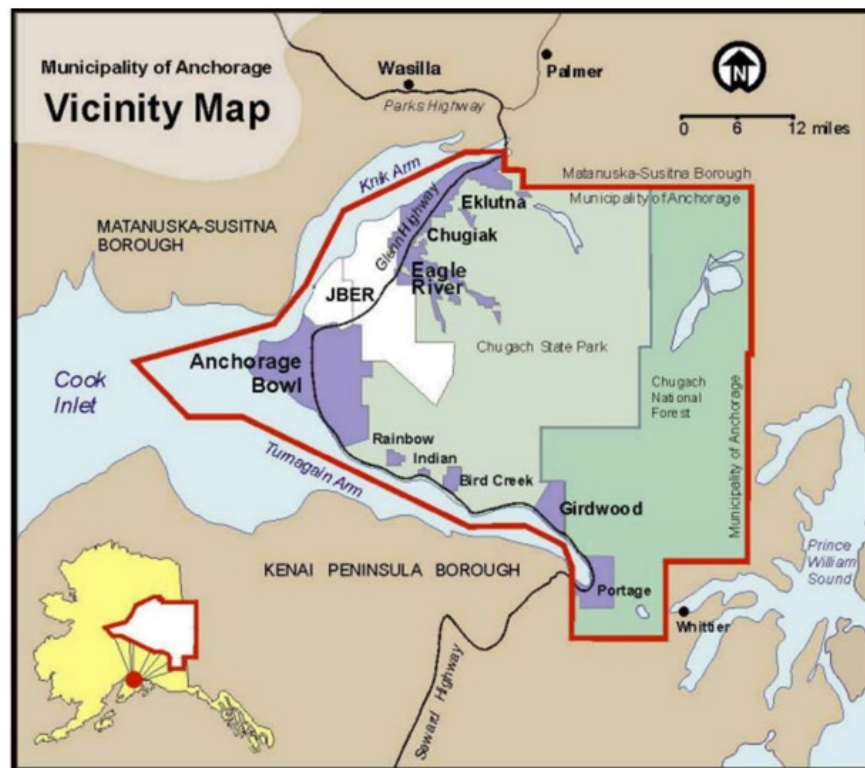 Municipality of Anchorage
Vicinity Map
Wasilla
Palmer
Parks Highway
N
0 6 12 miles
Knik Arm
Matanuska-Susitna Borough
Municipality of Anchorage
MATANUSKA-SUSITNA
BOROUGH
Glenn Highway
Eklutna
Chugiak
Eagle
River
JBER
Chugach State Park
Anchorage
Bowl
Cook
Inlet
Chugach
National
Forest
Municipality of Anchorage
Rainbow
Indian
Bird Creek
Turnagain Arm
Girdwood
Prince
William
Sound
KENAI PENINSULA BOROUGH
Portage
Whittier
Seward Highway